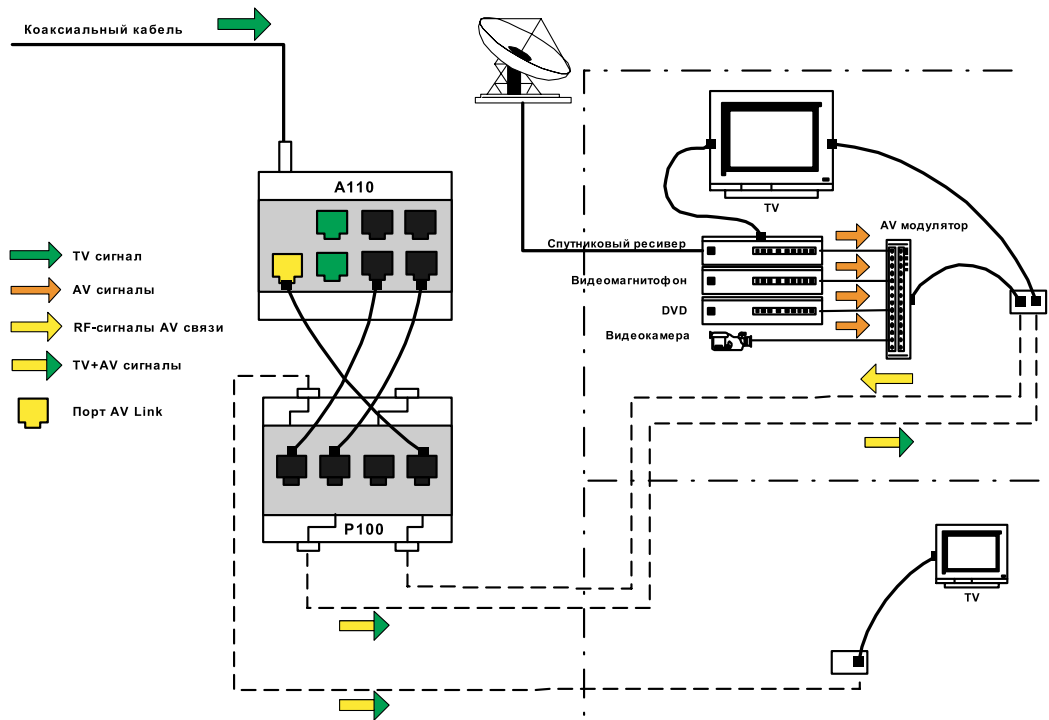 Коаксиальный кабель
A110
TV
AV модулятор
Спутниковый ресивер
Видеомагнитофон
DVD
Видеокамера
TV сигнал
AV сигналы
RF-сигналы AV связи
TV+AV сигналы
Порт AV Link
P100
TV